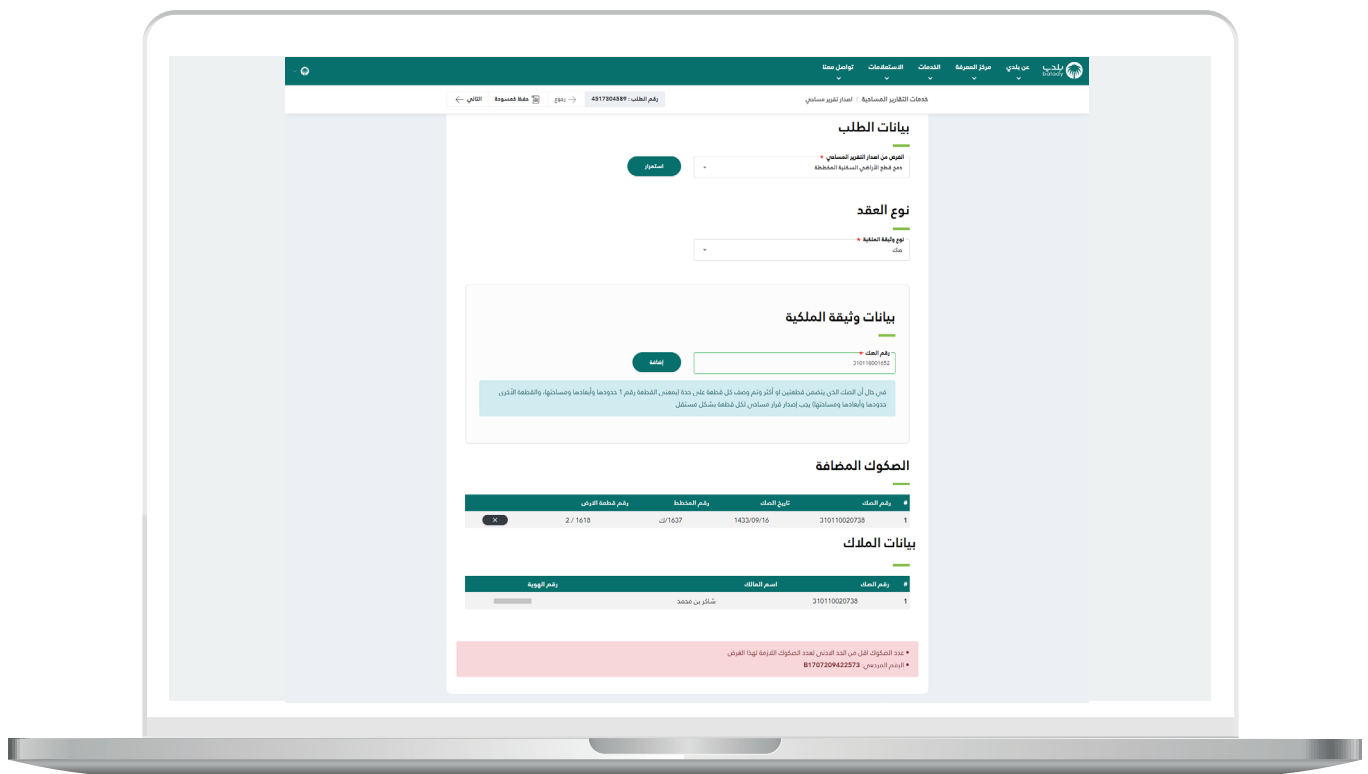 بلدي
balady
عن بلدي
مركز المعرفة
الخدمات
الاستعلامات
تواصل معنا
خدمات التقارير المساحية / اصدار تقرير مساحي
رقم الطلب : 4517304589
رجوع
حفظ كمسودة
التالي
بيانات الطلب
الغرض من اصدار التقرير المساحي *
دمج قطع الأراضي السكنية المخططة
استمرار
نوع العقد
نوع وثيقة الملكية *
صك
بيانات وثيقة الملكية
رقم الصك *
310118001652
إضافة
في حال أن الصك الذي يتضمن قطعتين او أكثر وتم وصف كل قطعة على حدة (بمعنى القطعة رقم 1 حدودها وأبعادها ومساحتها، والقطعة الأخرى
حدودها وأبعادها ومساحتها) يجب إصدار قرار مساحي لكل قطعة بشكل مستقل
الصكوك المضافة
# رقم الصك تاريخ الصك رقم المخطط رقم قطعة الارض
1 310110020738 1433/09/16 1637/ك 1618 / 2
بيانات الملاك
# رقم الصك اسم المالك رقم الهوية
1 310110020738 شاكر بن محمد
• عدد الصكوك اقل من الحد الادنى لعدد الصكوك اللازمة لهذا الغرض
• الرقم المرجعي: B1707209422573